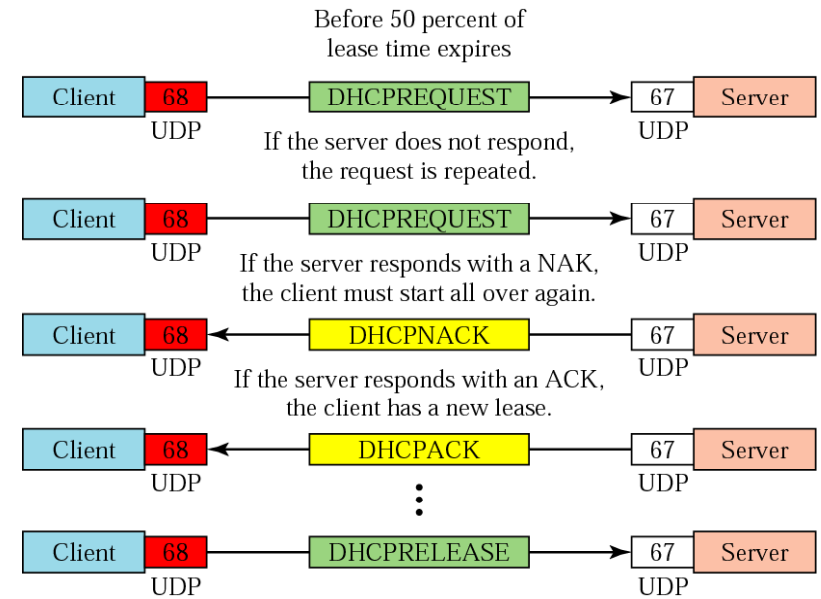 Before 50 percent of
lease time expires
Client 68 DHCPREQUEST 67 Server
UDP UDP
If the server does not respond,
the request is repeated.
Client 68 DHCPREQUEST 67 Server
UDP UDP
If the server responds with a NAK,
the client must start all over again.
Client 68 DHCPNACK 67 Server
UDP UDP
If the server responds with an ACK,
the client has a new lease.
Client 68 DHCPACK 67 Server
UDP UDP
Client 68 DHCPRELEASE 67 Server
UDP UDP